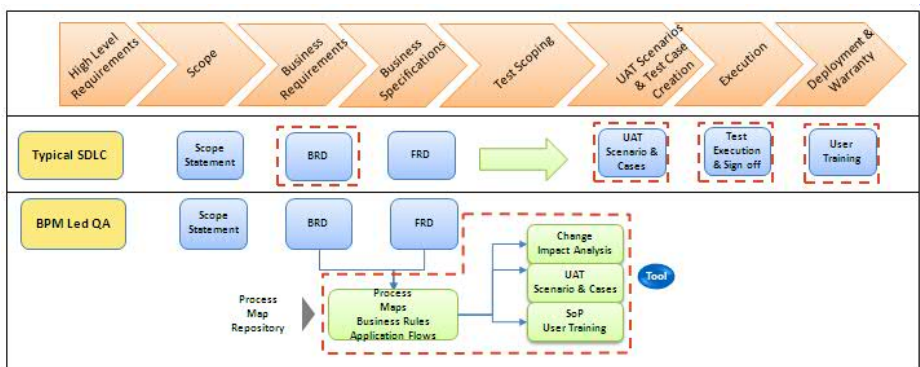 High Level
Requirements
Scope
Business
Requirements
Business
Specifications
Test Scoping
UAT Scenarios
& Test Case
Creation
Execution
Deployment &
Warranty
Typical SDLC
Scope
Statement
BRD
FRD
UAT
Scenario &
Cases
Test
Execution
& Sign off
User
Training
BPM Led QA
Scope
Statement
BRD
FRD
Process
Map
Repository
Process
Maps
Business Rules
Application Flows
Change
Impact Analysis
UAT
Scenario & Cases
SoP
User Training
Tool